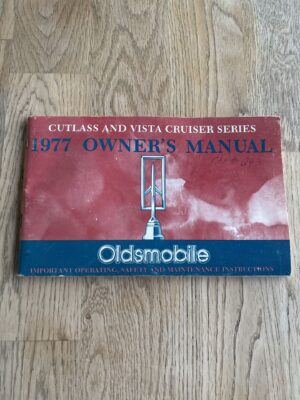 CUTLASS AND VISTA CRUISER SERIES
1977 OWNER'S MANUAL
Oldsmobile
IMPORTANT OPERATING, SAFETY AND MAINTENANCE INSTRUCTIONS